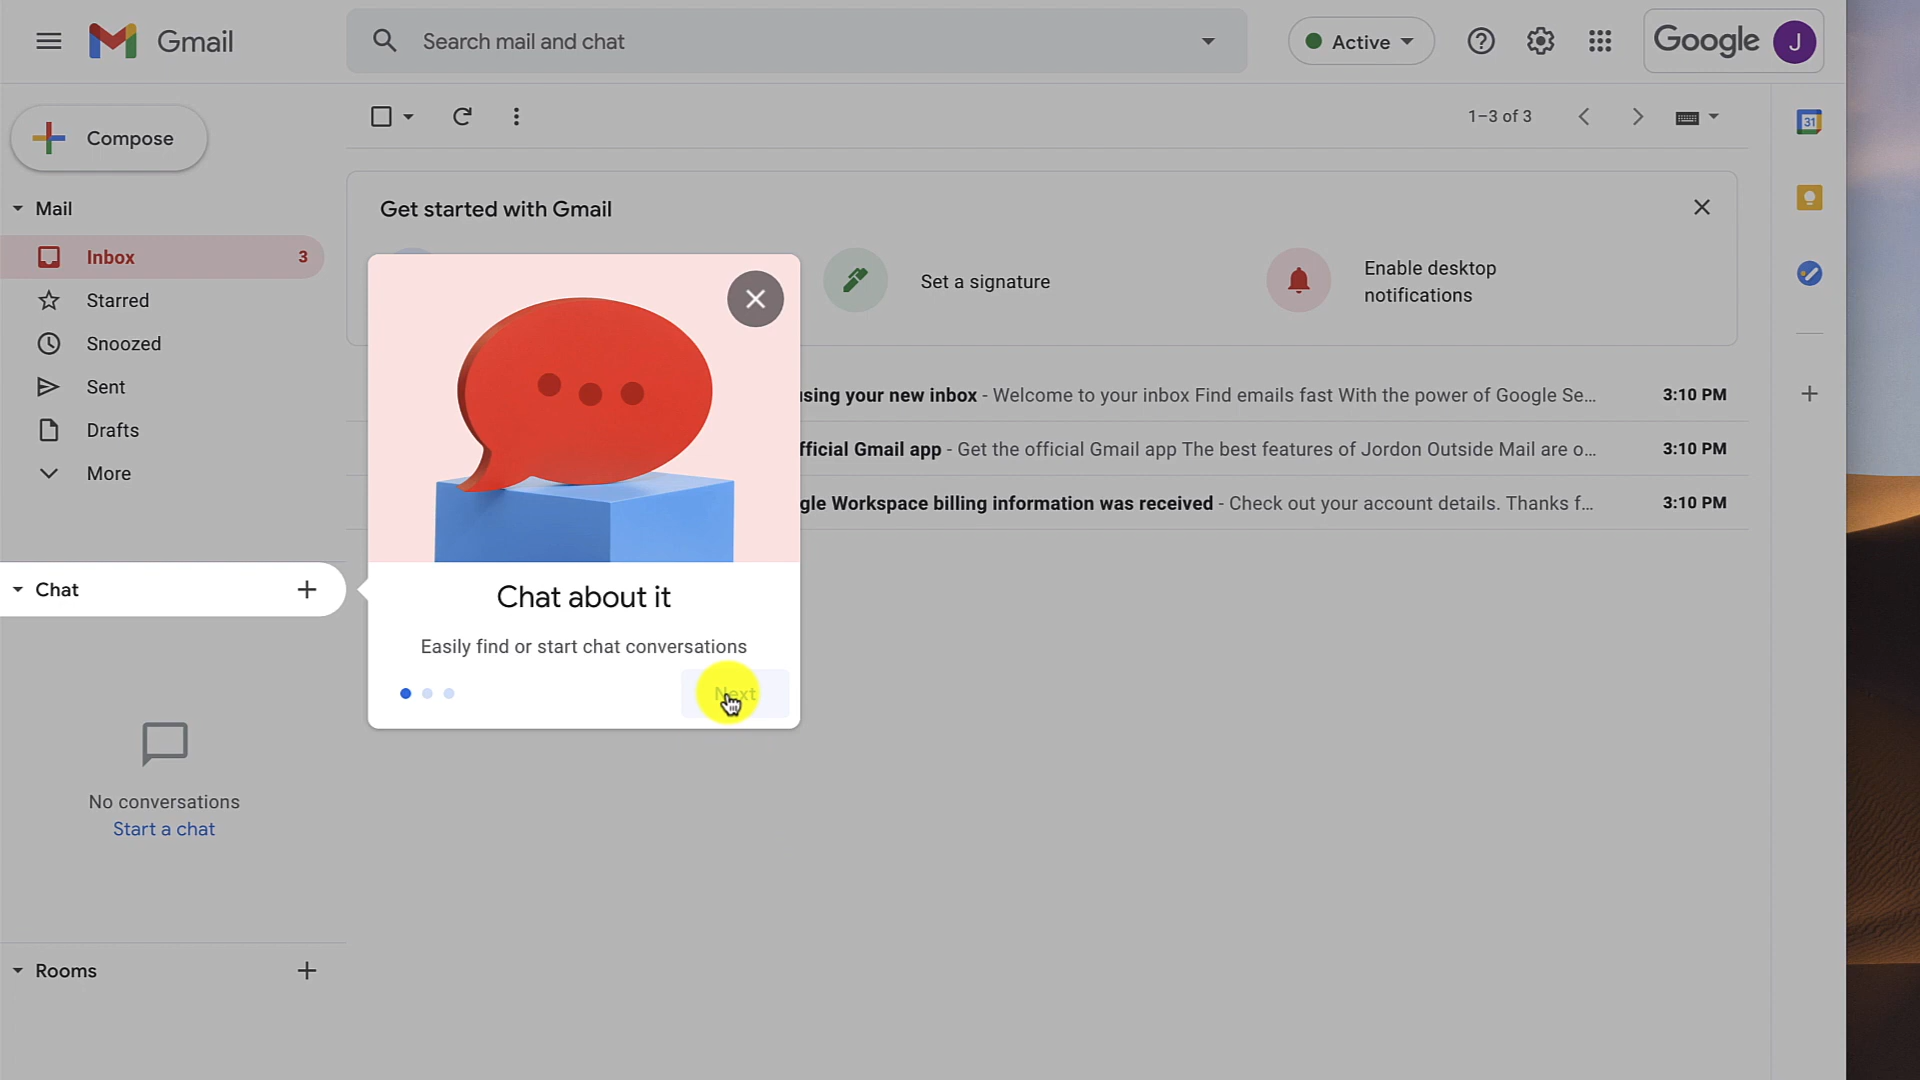 Gmail
Search mail and chat
Active
Google
J
Compose
1–3 of 3
31
Mail
Get started with Gmail
Inbox 3
Starred
Snoozed
Sent
Drafts
More
Set a signature
Enable desktop
notifications
using your new inbox - Welcome to your inbox Find emails fast With the power of Google Se... 3:10 PM
fficial Gmail app - Get the official Gmail app The best features of Jordon Outside Mail are o... 3:10 PM
gle Workspace billing information was received - Check out your account details. Thanks f... 3:10 PM
Chat
Chat about it
Easily find or start chat conversations
Next
No conversations
Start a chat
Rooms